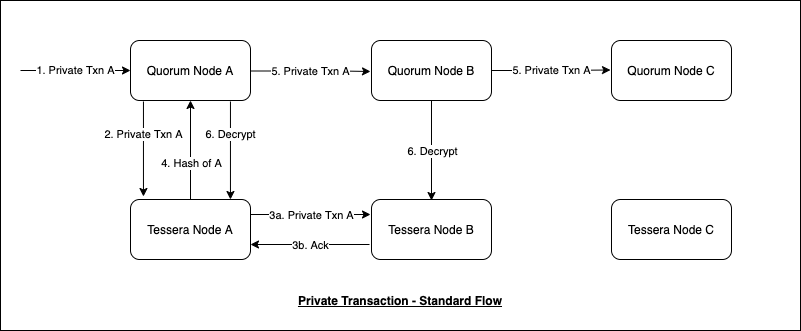 1. Private Txn A
Quorum Node A
5. Private Txn A
Quorum Node B
5. Private Txn A
Quorum Node C
2. Private Txn A
6. Decrypt
4. Hash of A
6. Decrypt
Tessera Node A
3a. Private Txn A
3b. Ack
Tessera Node B
Tessera Node C
Private Transaction - Standard Flow